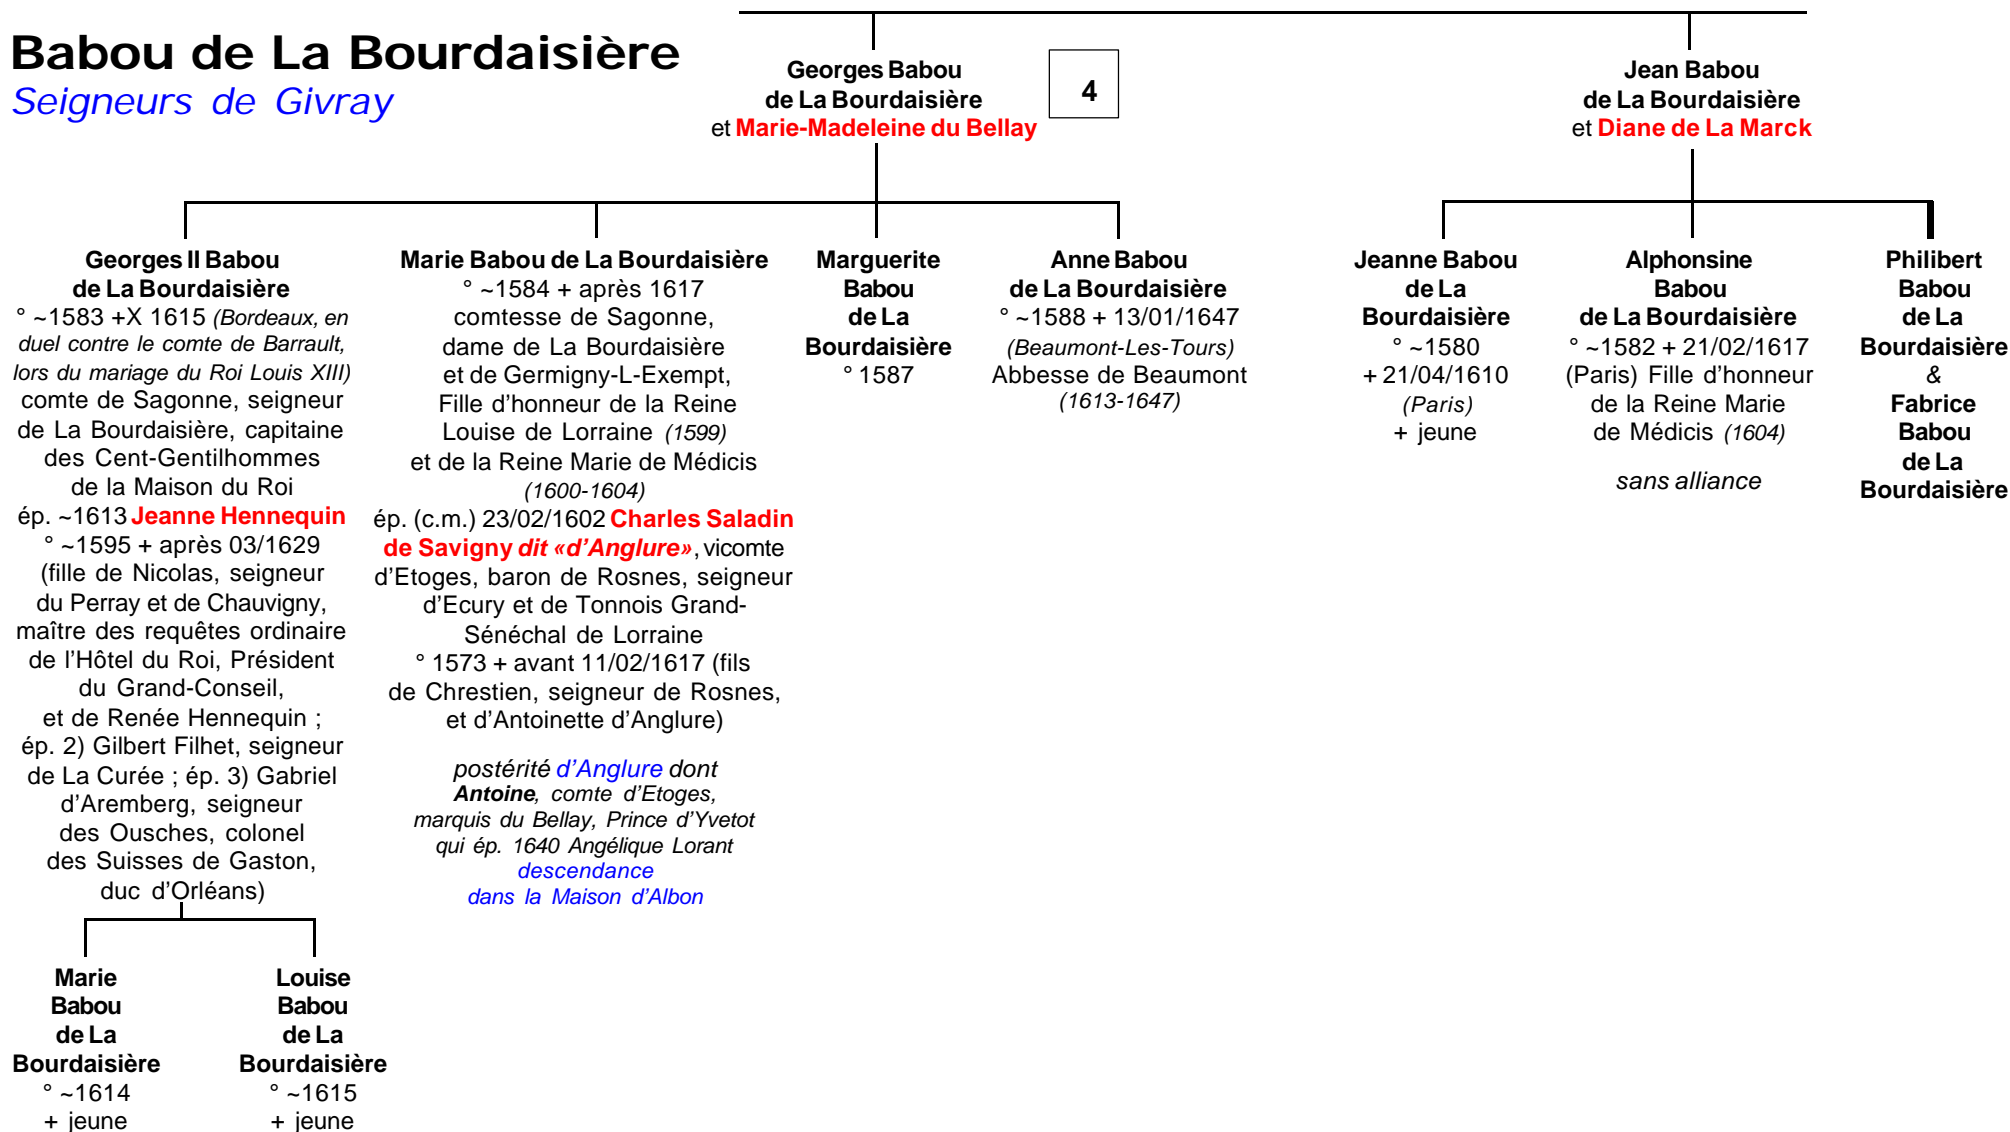 Babou de La Bourdaisière
Seigneurs de Givray
Georges Babou
de La Bourdaisière
et Marie-Madeleine du Bellay
4
Jean Babou
de La Bourdaisière
et Diane de La Marck
Georges II Babou
de La Bourdaisière
° ~1583 +X 1615 (Bordeaux, en
duel contre le comte de Barrault,
lors du mariage du Roi Louis XIII)
comte de Sagonne, seigneur
de La Bourdaisière, capitaine
des Cent-Gentilhommes
de la Maison du Roi
ép. ~1613 Jeanne Hennequin
° ~1595 + après 03/1629
(fille de Nicolas, seigneur
du Perray et de Chauvigny,
maître des requêtes ordinaire
de l'Hôtel du Roi, Président
du Grand-Conseil,
et de Renée Hennequin ;
ép. 2) Gilbert Filhet, seigneur
de La Curée ; ép. 3) Gabriel
d'Aremberg, seigneur
des Ousches, colonel
des Suisses de Gaston,
duc d'Orléans)
Marie Babou de La Bourdaisière
° ~1584 + après 1617
comtesse de Sagonne,
dame de La Bourdaisière
et de Germigny-L-Exempt,
Fille d'honneur de la Reine
Louise de Lorraine (1599)
et de la Reine Marie de Médicis
(1600-1604)
ép. (c.m.) 23/02/1602 Charles Saladin
de Savigny dit «d'Anglure», vicomte
d'Etoges, baron de Rosnes, seigneur
d'Ecury et de Tonnois Grand-
Sénéchal de Lorraine
° 1573 + avant 11/02/1617 (fils
de Chrestien, seigneur de Rosnes,
et d'Antoinette d'Anglure)
postérité d'Anglure dont
Antoine, comte d'Etoges,
marquis du Bellay, Prince d'Yvetot
qui ép. 1640 Angélique Lorant
descendance
dans la Maison d'Albon
Marguerite
Babou
de La
Bourdaisière
° 1587
Anne Babou
de La Bourdaisière
° ~1588 + 13/01/1647
(Beaumont-Les-Tours)
Abbesse de Beaumont
(1613-1647)
Jeanne Babou
de La
Bourdaisière
° ~1580
+ 21/04/1610
(Paris)
+ jeune
Alphonsine
Babou
de La Bourdaisière
° ~1582 + 21/02/1617
(Paris) Fille d'honneur
de la Reine Marie
de Médicis (1604)
sans alliance
Philibert
Babou
de La
Bourdaisière
&
Fabrice
Babou
de La
Bourdaisière
Marie
Babou
de La
Bourdaisière
° ~1614
+ jeune
Louise
Babou
de La
Bourdaisière
° ~1615
+ jeune